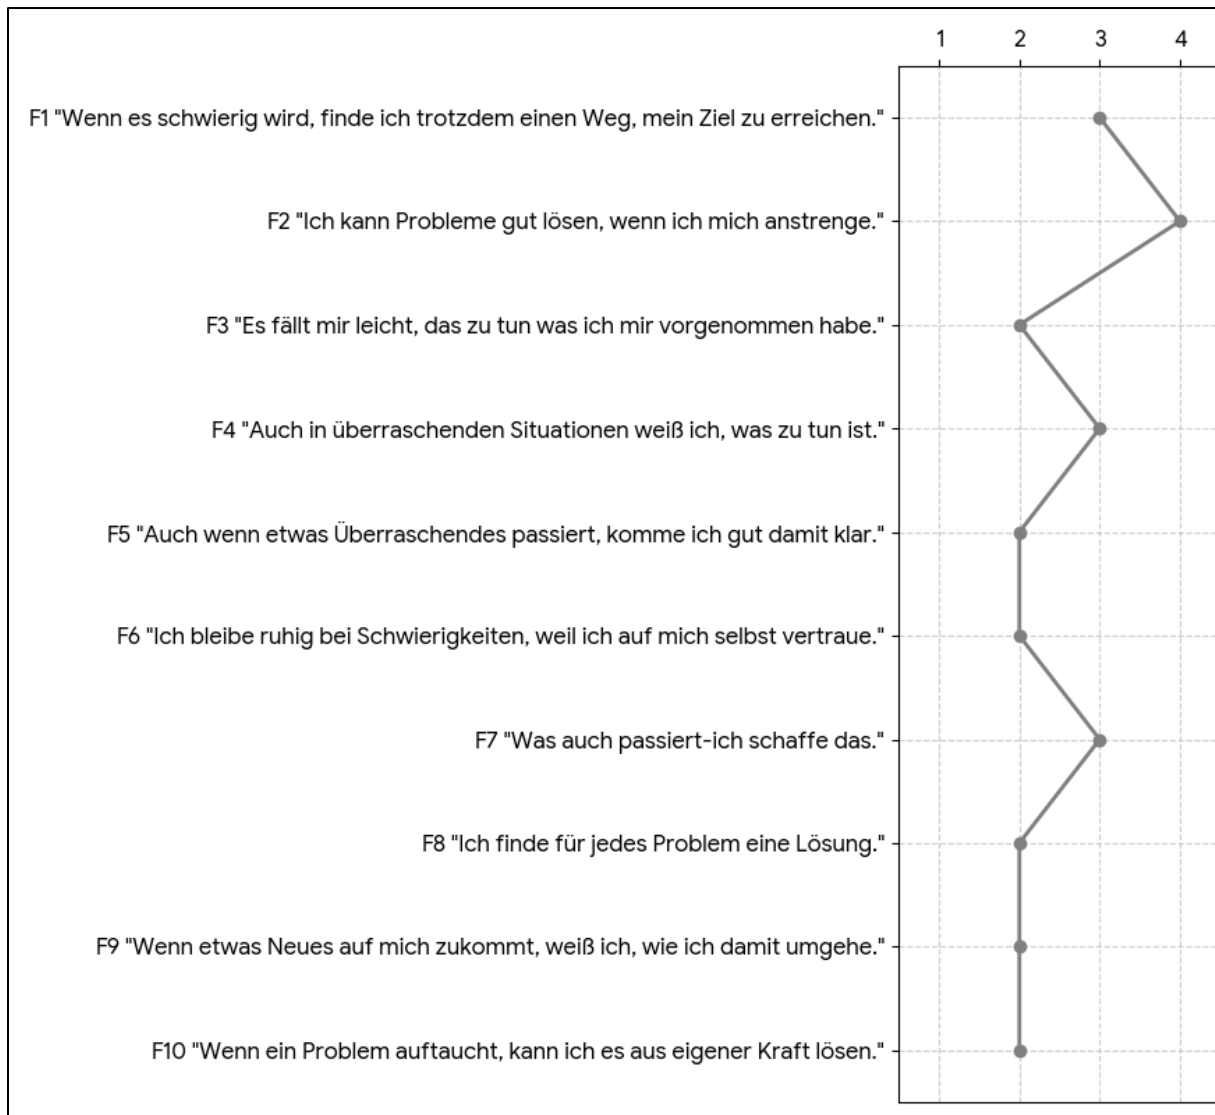 1 2 3 4
F1 "Wenn es schwierig wird, finde ich trotzdem einen Weg, mein Ziel zu erreichen."
F2 "Ich kann Probleme gut lösen, wenn ich mich anstrenge."
F3 "Es fällt mir leicht, das zu tun was ich mir vorgenommen habe."
F4 "Auch in überraschenden Situationen weiß ich, was zu tun ist."
F5 "Auch wenn etwas Überraschendes passiert, komme ich gut damit klar."
F6 "Ich bleibe ruhig bei Schwierigkeiten, weil ich auf mich selbst vertraue."
F7 "Was auch passiert-ich schaffe das."
F8 "Ich finde für jedes Problem eine Lösung."
F9 "Wenn etwas Neues auf mich zukommt, weiß ich, wie ich damit umgehe."
F10 "Wenn ein Problem auftaucht, kann ich es aus eigener Kraft lösen."